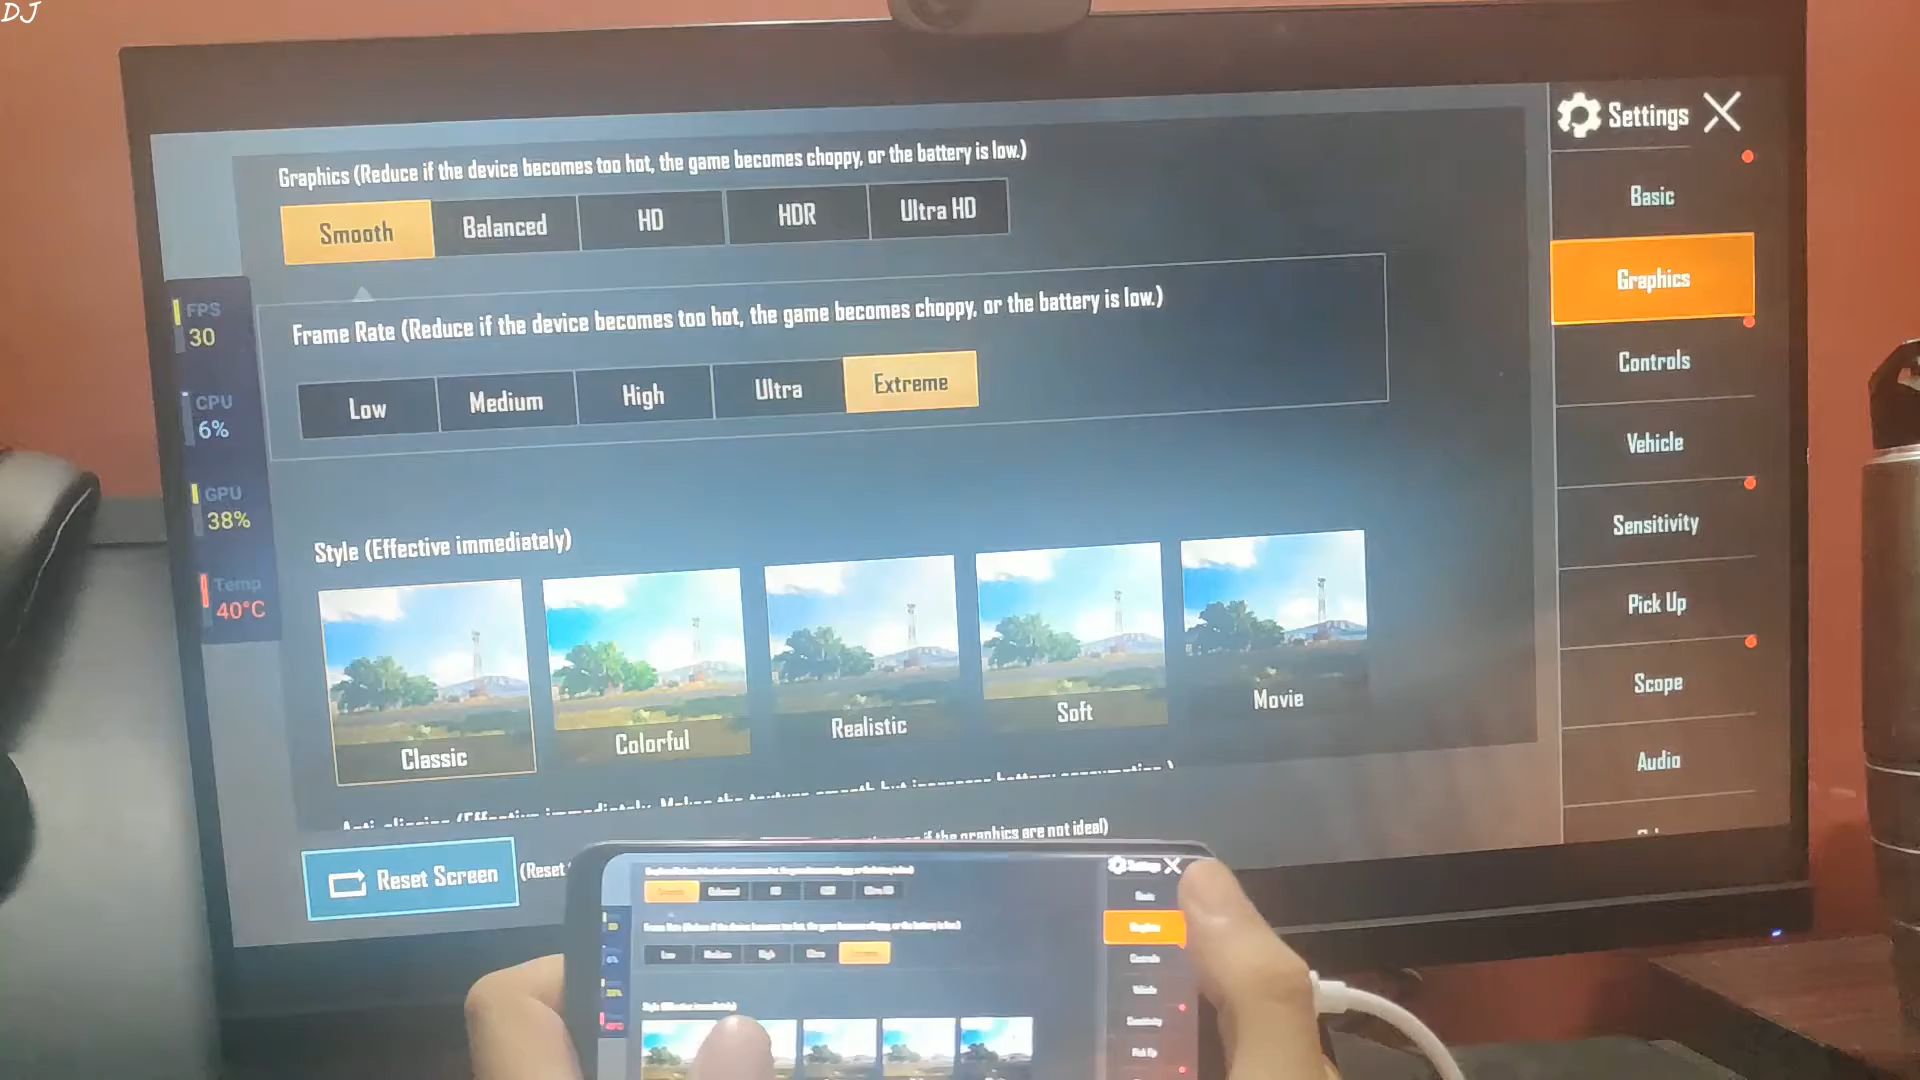 DJ
Settings
Graphics (Reduce if the device becomes too hot, the game becomes choppy, or the battery is low.)
Smooth
Balanced
HD
HDR
Ultra HD
Basic
Graphics
FPS
30
Frame Rate (Reduce if the device becomes too hot, the game becomes choppy, or the battery is low.)
Low
Medium
High
Ultra
Extreme
Controls
CPU
6%
Vehicle
GPU
38%
Sensitivity
Style (Effective immediately)
Temp
40°C
Pick Up
Classic
Colorful
Realistic
Soft
Movie
Scope
Audio
if the graphics are not ideal)
Reset Screen
(Reset
Settings